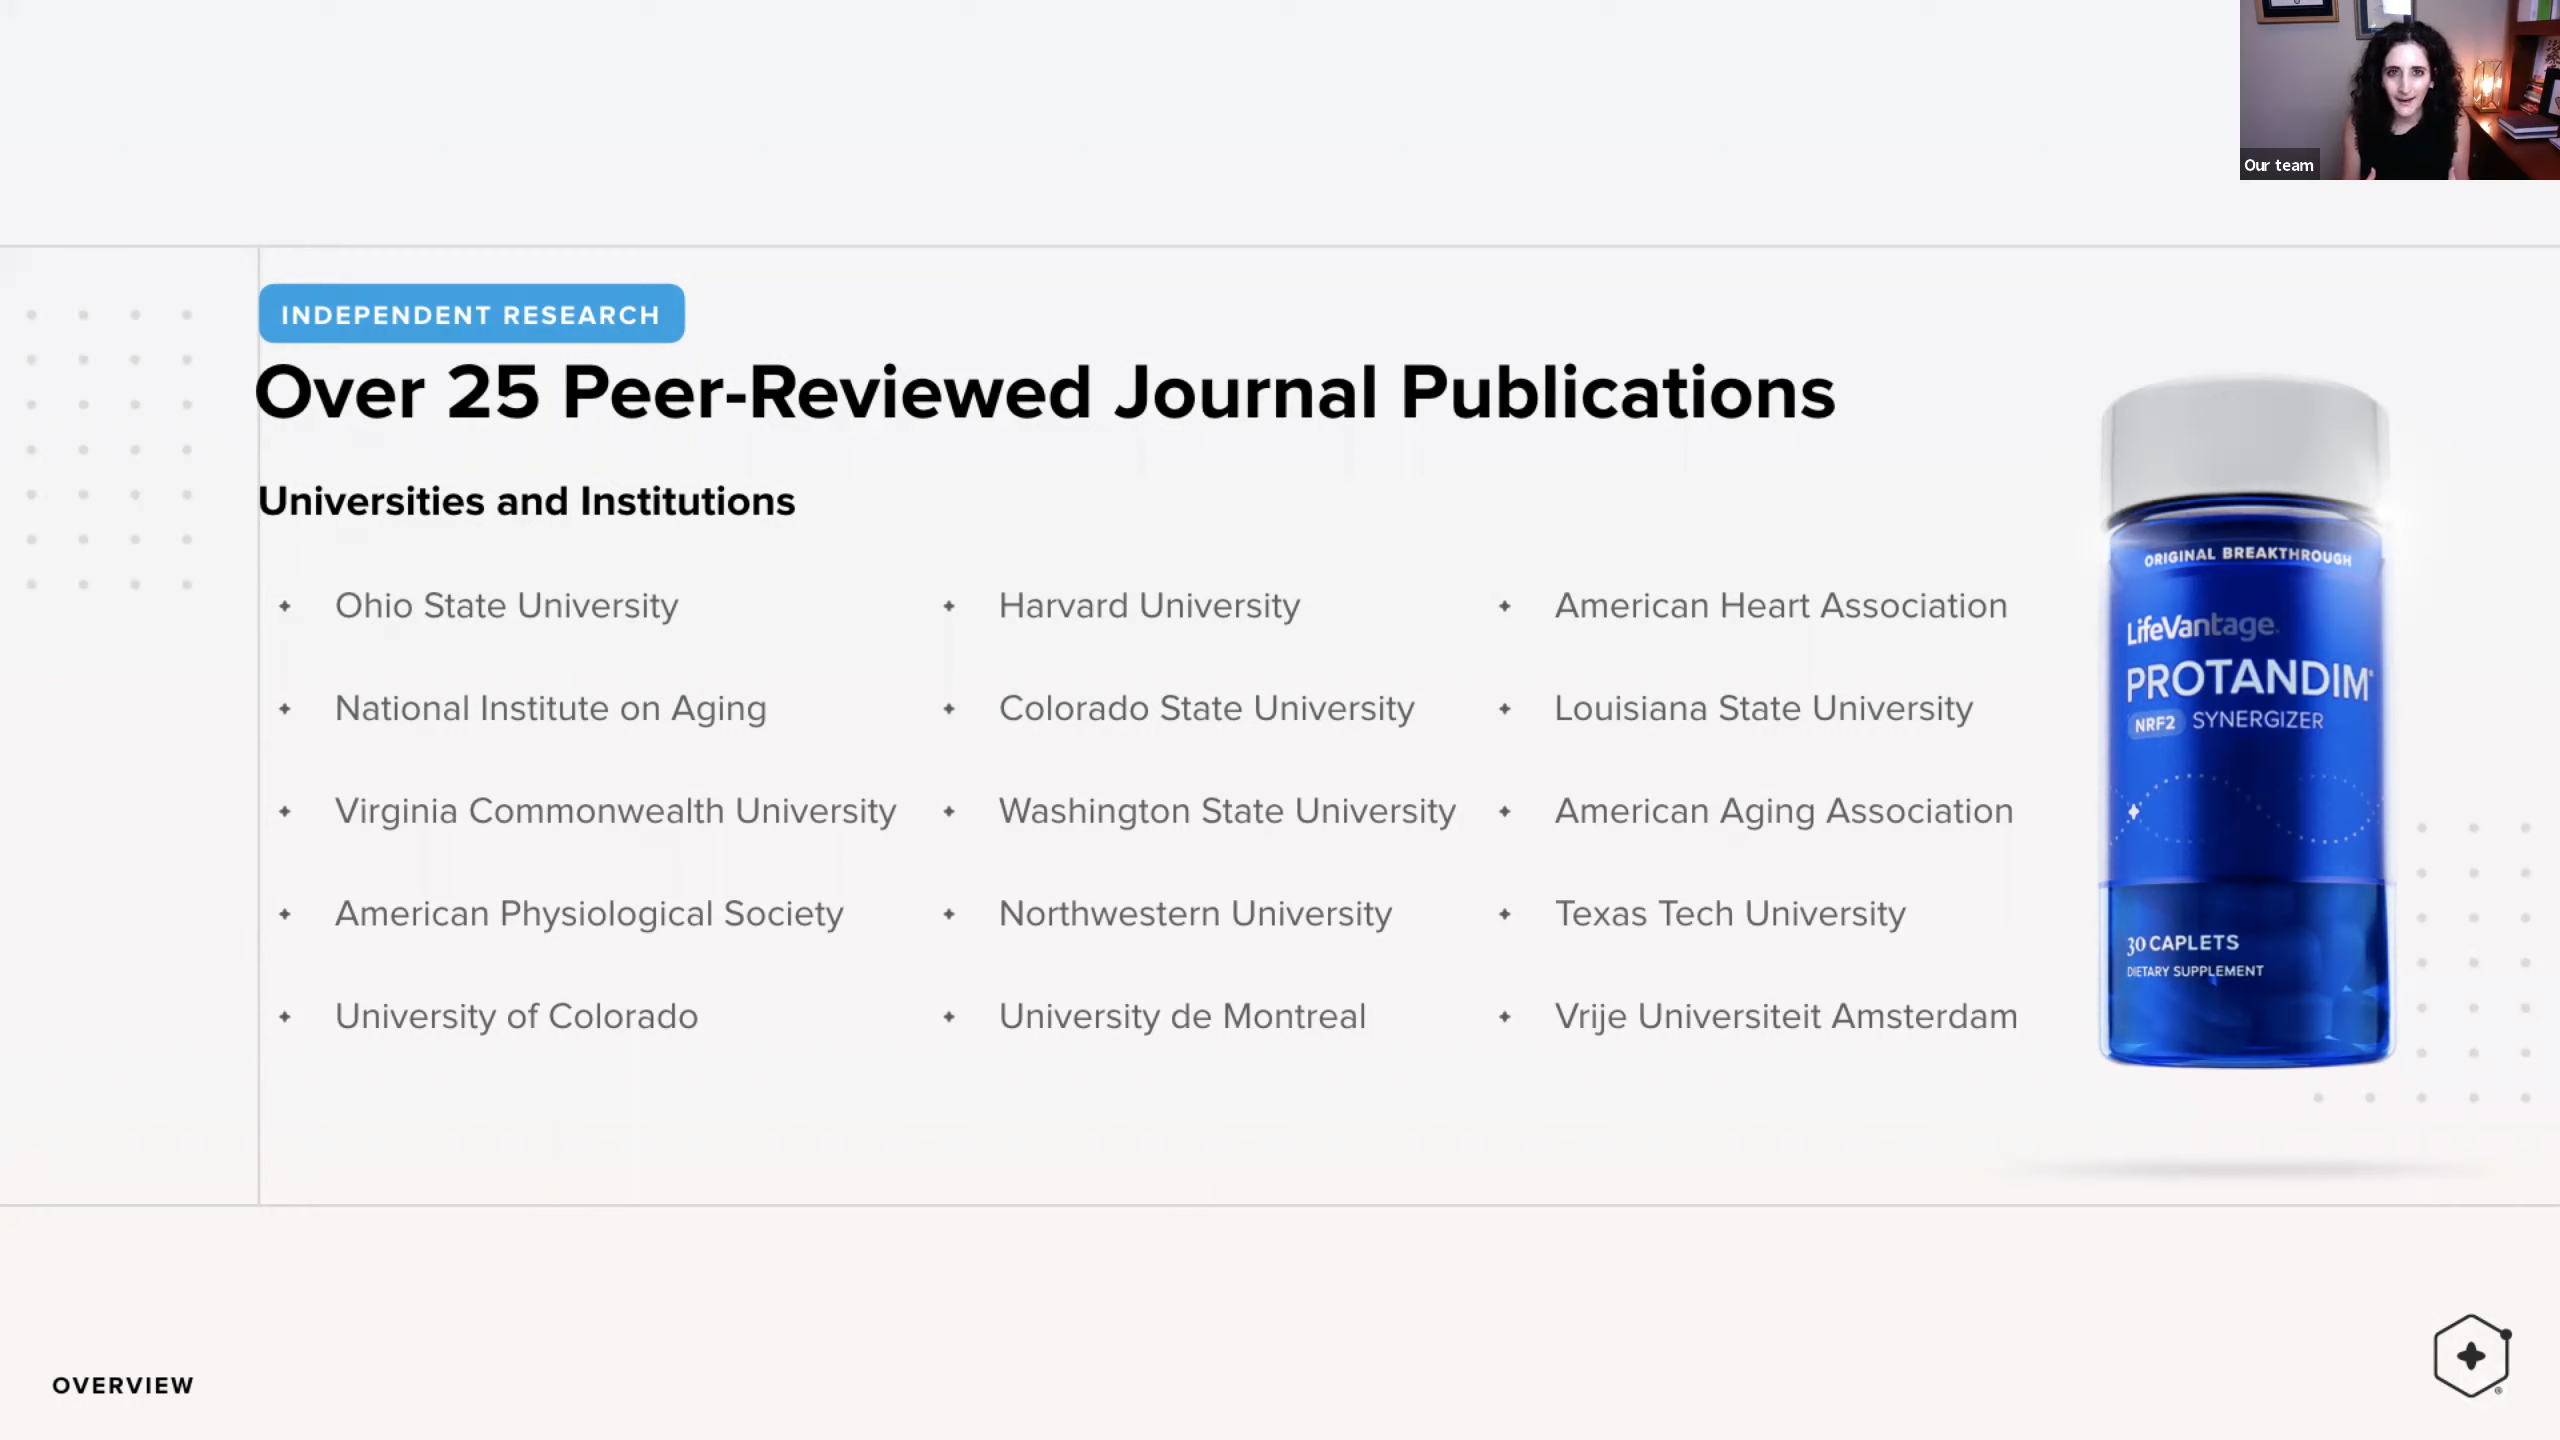 Our team
INDEPENDENT RESEARCH
Over 25 Peer-Reviewed Journal Publications
Universities and Institutions
Ohio State University
National Institute on Aging
Virginia Commonwealth University
American Physiological Society
University of Colorado
Harvard University
Colorado State University
Washington State University
Northwestern University
University de Montreal
American Heart Association
Louisiana State University
American Aging Association
Texas Tech University
Vrije Universiteit Amsterdam
ORIGINAL BREAKTHROUGH
LifeVantage
PROTANDIM
NRF2 SYNERGIZER
30 CAPLETS
DIETARY SUPPLEMENT
OVERVIEW